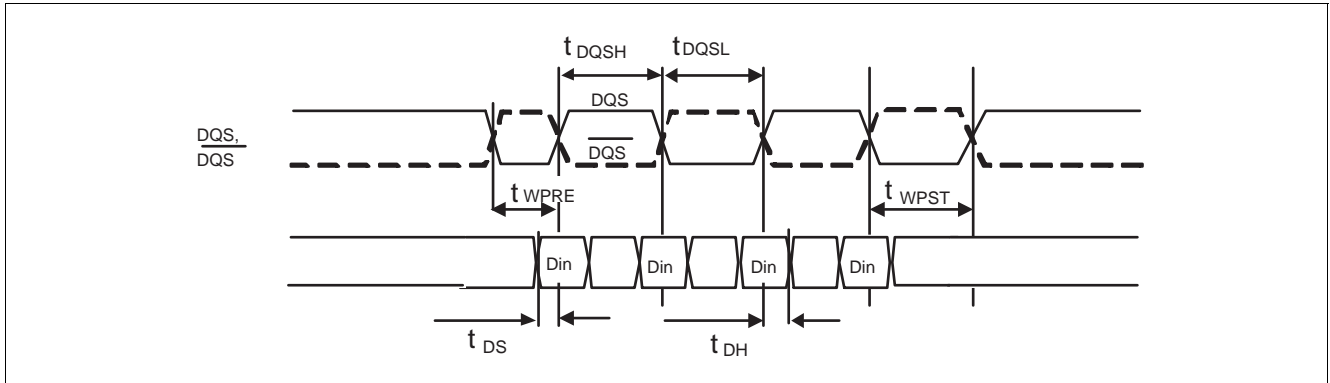 t DQSH
t DQSL
DQS
DQS,
DQS
DQS
t WPRE
t WPST
Din
Din
Din
Din
t DS
t DH